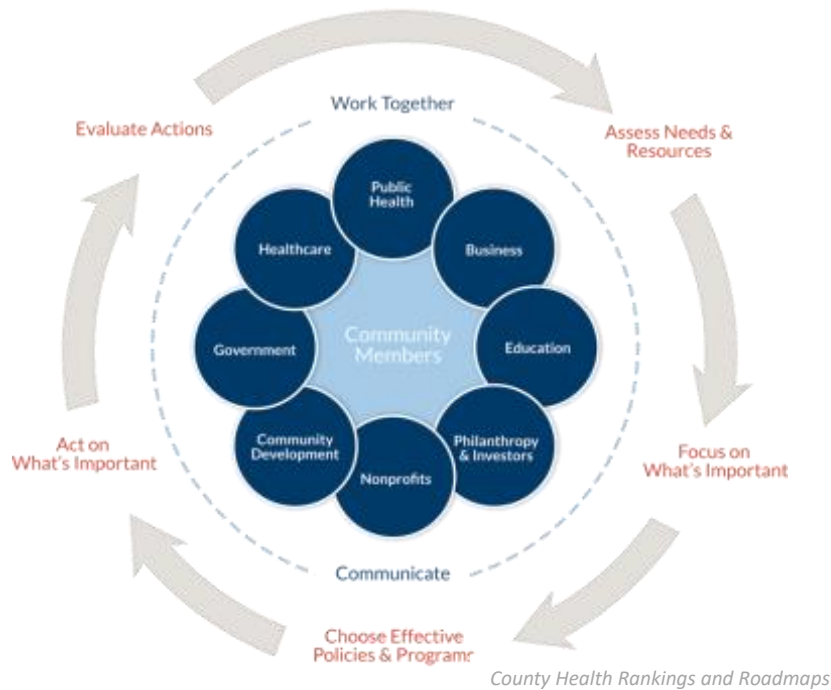 Work Together
Evaluate Actions
Assess Needs &
Resources
Public
Health
Healthcare
Business
Community
Members
Government
Education
Community
Development
Philanthropy
& Investors
Nonprofits
Act on
What's Important
Focus on
What's Important
Communicate
Choose Effective
Policies & Programs
County Health Rankings and Roadmaps